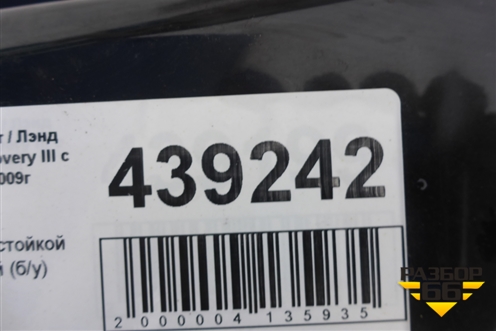 т / Лэнд
overy III с
009г
439242
стойкой
й (б/у)
2 000004 135935
РАЗБОР
66